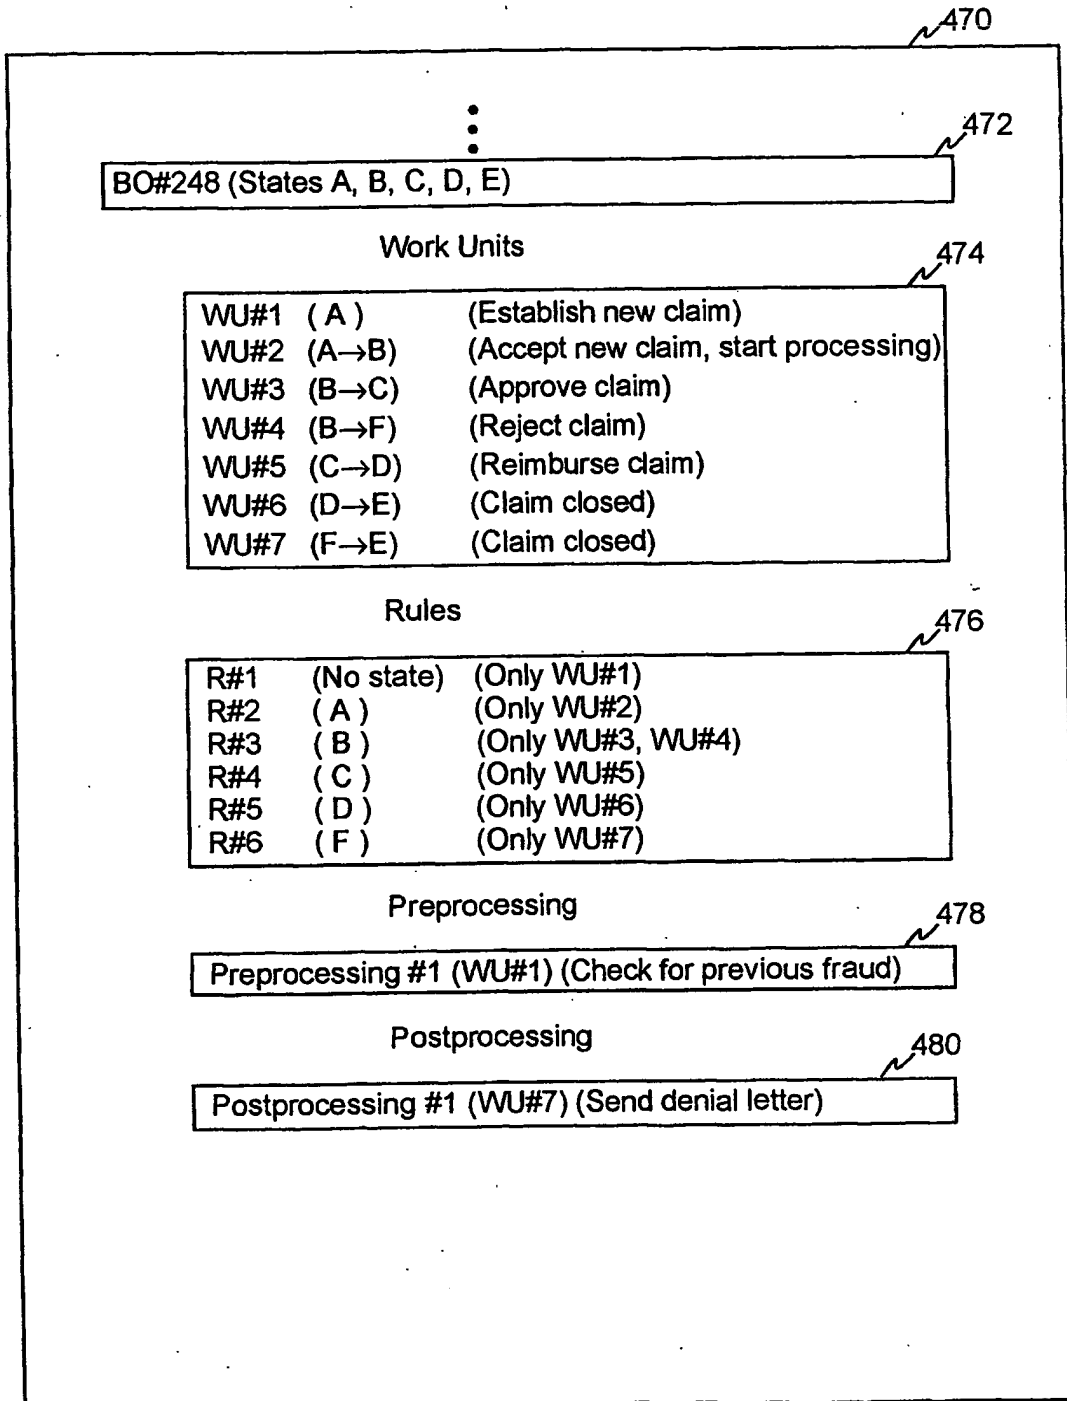 470
472
BO#248 (States A, B, C, D, E)
Work Units
474
WU#1 ( A ) (Establish new claim)
WU#2 (A→B) (Accept new claim, start processing)
WU#3 (B→C) (Approve claim)
WU#4 (B→F) (Reject claim)
WU#5 (C→D) (Reimburse claim)
WU#6 (D→E) (Claim closed)
WU#7 (F→E) (Claim closed)
Rules
476
R#1 (No state) (Only WU#1)
R#2 ( A ) (Only WU#2)
R#3 ( B ) (Only WU#3, WU#4)
R#4 ( C ) (Only WU#5)
R#5 ( D ) (Only WU#6)
R#6 ( F ) (Only WU#7)
Preprocessing
478
Preprocessing #1 (WU#1) (Check for previous fraud)
Postprocessing
480
Postprocessing #1 (WU#7) (Send denial letter)